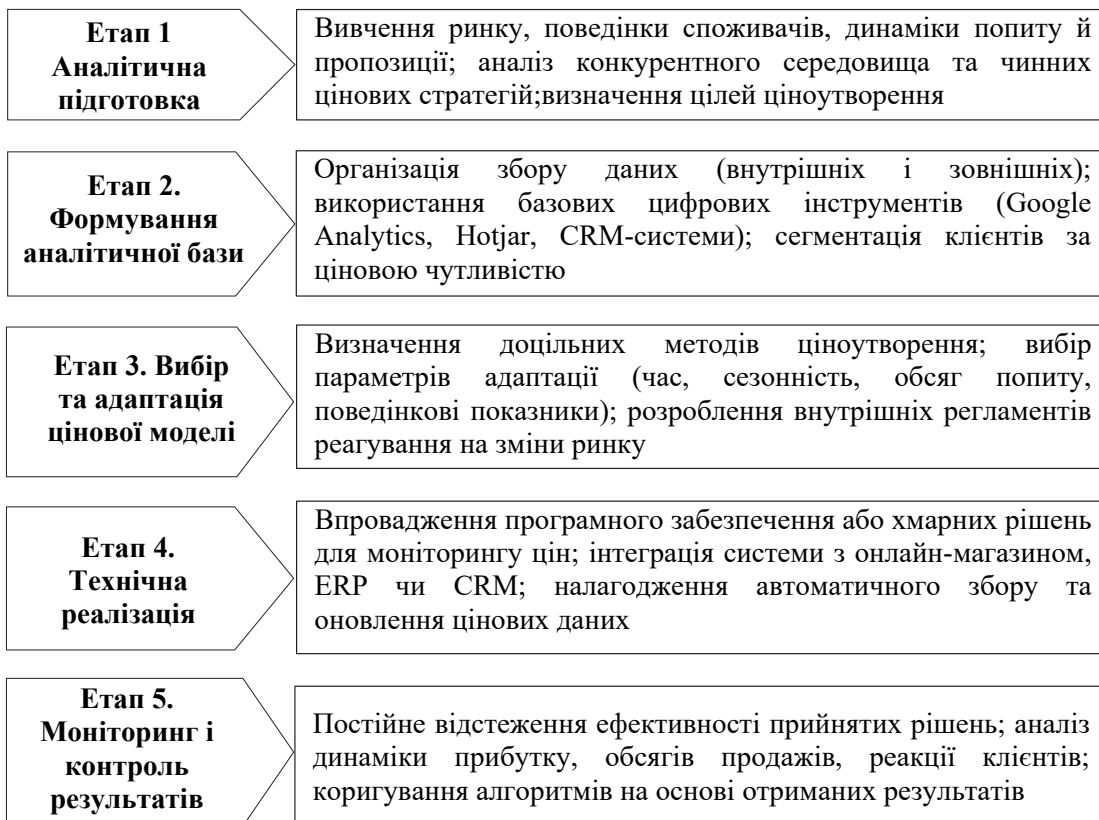 Етап 1
Аналітична
підготовка
Вивчення ринку, поведінки споживачів, динаміки попиту й
пропозиції; аналіз конкурентного середовища та чинних
цінових стратегій;визначення цілей ціноутворення
Етап 2.
Формування
аналітичної бази
Організація збору даних (внутрішніх і зовнішніх);
використання базових цифрових інструментів (Google
Analytics, Hotjar, CRM-системи); сегментація клієнтів за
ціновою чутливістю
Етап 3. Вибір
та адаптація
цінової моделі
Визначення доцільних методів ціноутворення; вибір
параметрів адаптації (час, сезонність, обсяг попиту,
поведінкові показники); розроблення внутрішніх регламентів
реагування на зміни ринку
Етап 4.
Технічна
реалізація
Впровадження програмного забезпечення або хмарних рішень
для моніторингу цін; інтеграція системи з онлайн-магазином,
ERP чи CRM; налагодження автоматичного збору та
оновлення цінових даних
Етап 5.
Моніторинг і
контроль
результатів
Постійне відстеження ефективності прийнятих рішень; аналіз
динаміки прибутку, обсягів продажів, реакції клієнтів;
коригування алгоритмів на основі отриманих результатів